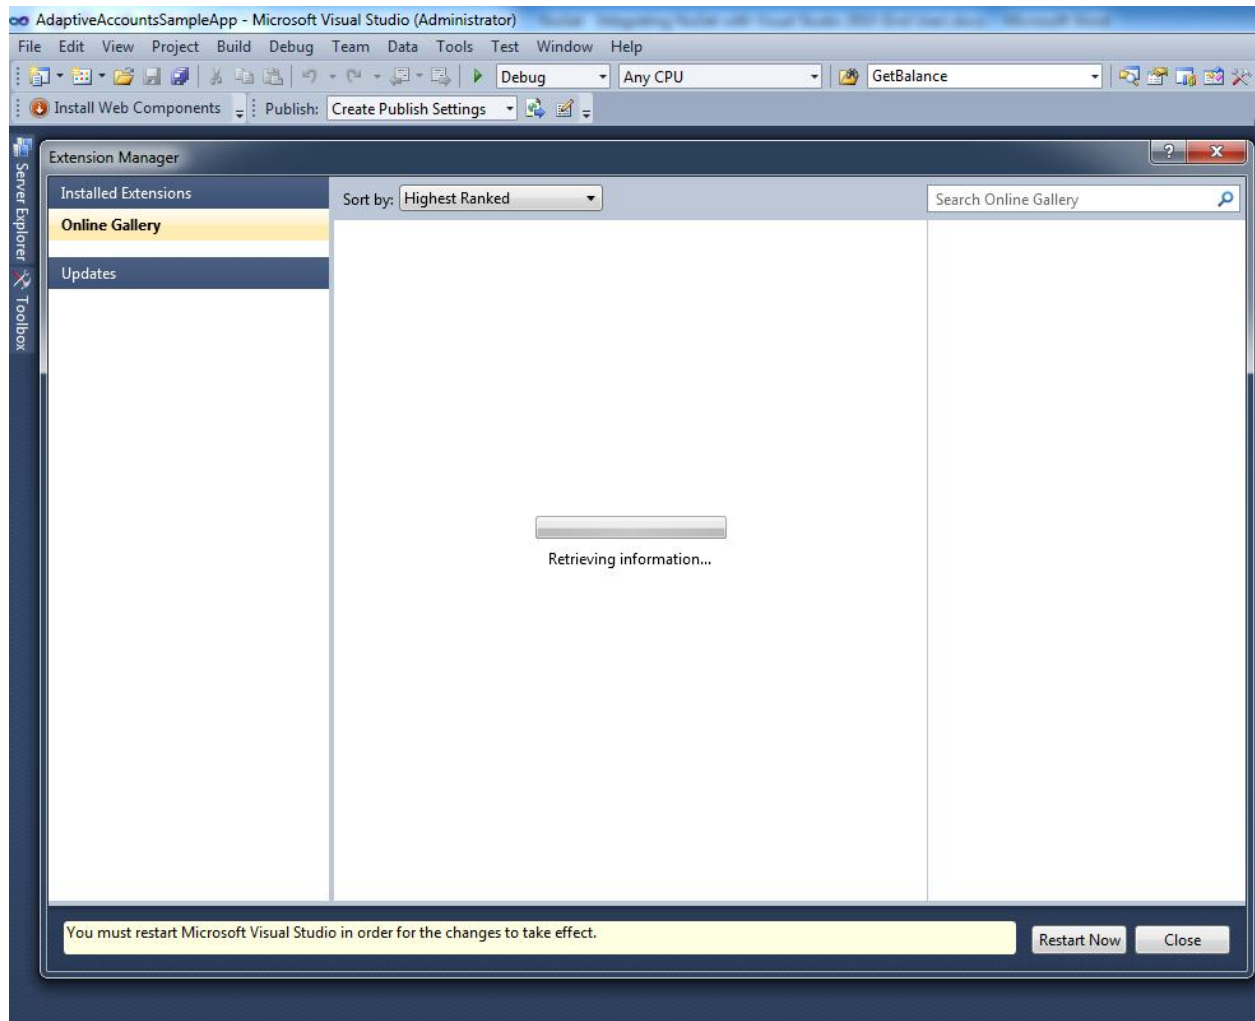 AdaptiveAccountsSampleApp - Microsoft Visual Studio (Administrator)
File Edit View Project Build Debug Team Data Tools Test Window Help
Debug Any CPU GetBalance
Install Web Components Publish: Create Publish Settings
Server Explorer
Toolbox
Extension Manager
Installed Extensions
Online Gallery
Updates
Sort by: Highest Ranked
Search Online Gallery
Retrieving information...
You must restart Microsoft Visual Studio in order for the changes to take effect.
Restart Now Close